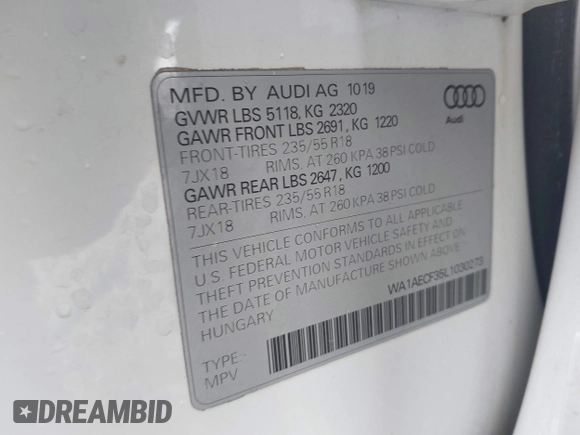 MFD. BY AUDI AG 1019
GVWR LBS 5118, KG 2320
GAWR FRONT LBS 2691, KG 1220
FRONT-TIRES 235/55 R18
7JX18 RIMS, AT 260 KPA 38 PSI COLD
GAWR REAR LBS 2647, KG 1200
REAR-TIRES 235/55 R18
7JX18 RIMS, AT 260 KPA 38 PSI COLD
THIS VEHICLE CONFORMS TO ALL APPLICABLE
U.S. FEDERAL MOTOR VEHICLE SAFETY AND
THEFT PREVENTION STANDARDS IN EFFECT ON
THE DATE OF MANUFACTURE SHOWN ABOVE.
HUNGARY
WA1AECF35L1030273
TYPE:
MPV
Audi
DREAMBID